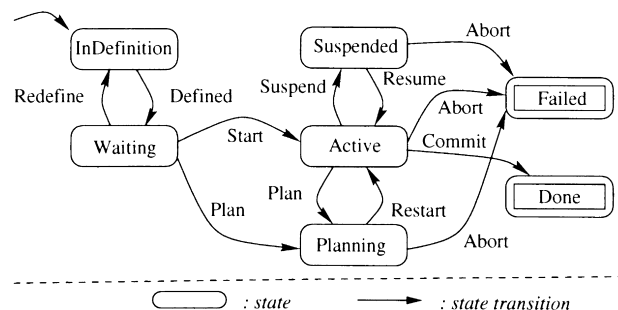 InDefinition
Suspended
Abort
Redefine
Defined
Suspend
Resume
Abort
Failed
Waiting
Start
Active
Commit
Plan
Plan
Restart
Done
Planning
Abort
: state
: state transition